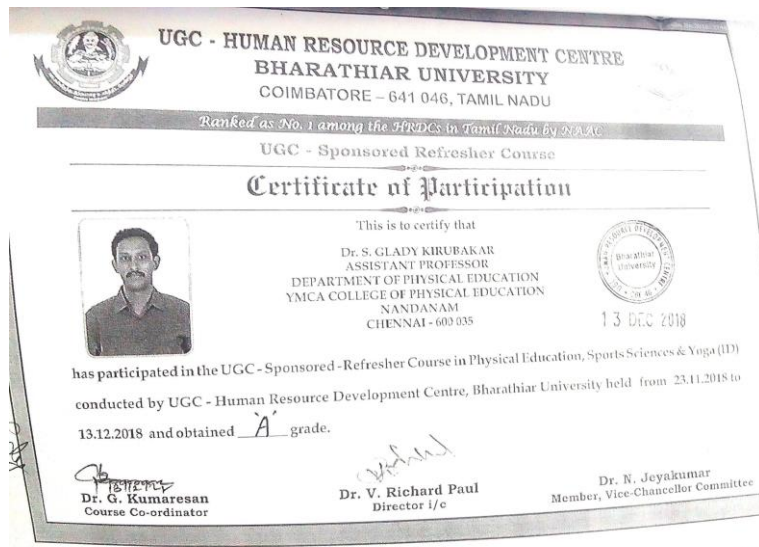 UGC - HUMAN RESOURCE DEVELOPMENT CENTRE
BHARATHIAR UNIVERSITY
COIMBATORE – 641 046, TAMIL NADU
Ranked as No. 1 among the HRDCs in Tamil Nadu by NAAC
UGC - Sponsored Refresher Course
Certificate of Participation
This is to certify that
Dr. S. GLADY KIRUBAKAR
ASSISTANT PROFESSOR
DEPARTMENT OF PHYSICAL EDUCATION
YMCA COLLEGE OF PHYSICAL EDUCATION
NANDANAM
CHENNAI - 600 035
Bharathiar
University
13 DEC 2018
has participated in the UGC - Sponsored - Refresher Course in Physical Education, Sports Sciences & Yoga (ID)
conducted by UGC - Human Resource Development Centre, Bharathiar University held from 23.11.2018 to
13.12.2018 and obtained 'A' grade.
Dr. G. Kumaresan
Course Co-ordinator
Dr. V. Richard Paul
Director i/c
Dr. N. Jeyakumar
Member, Vice-Chancellor Committee